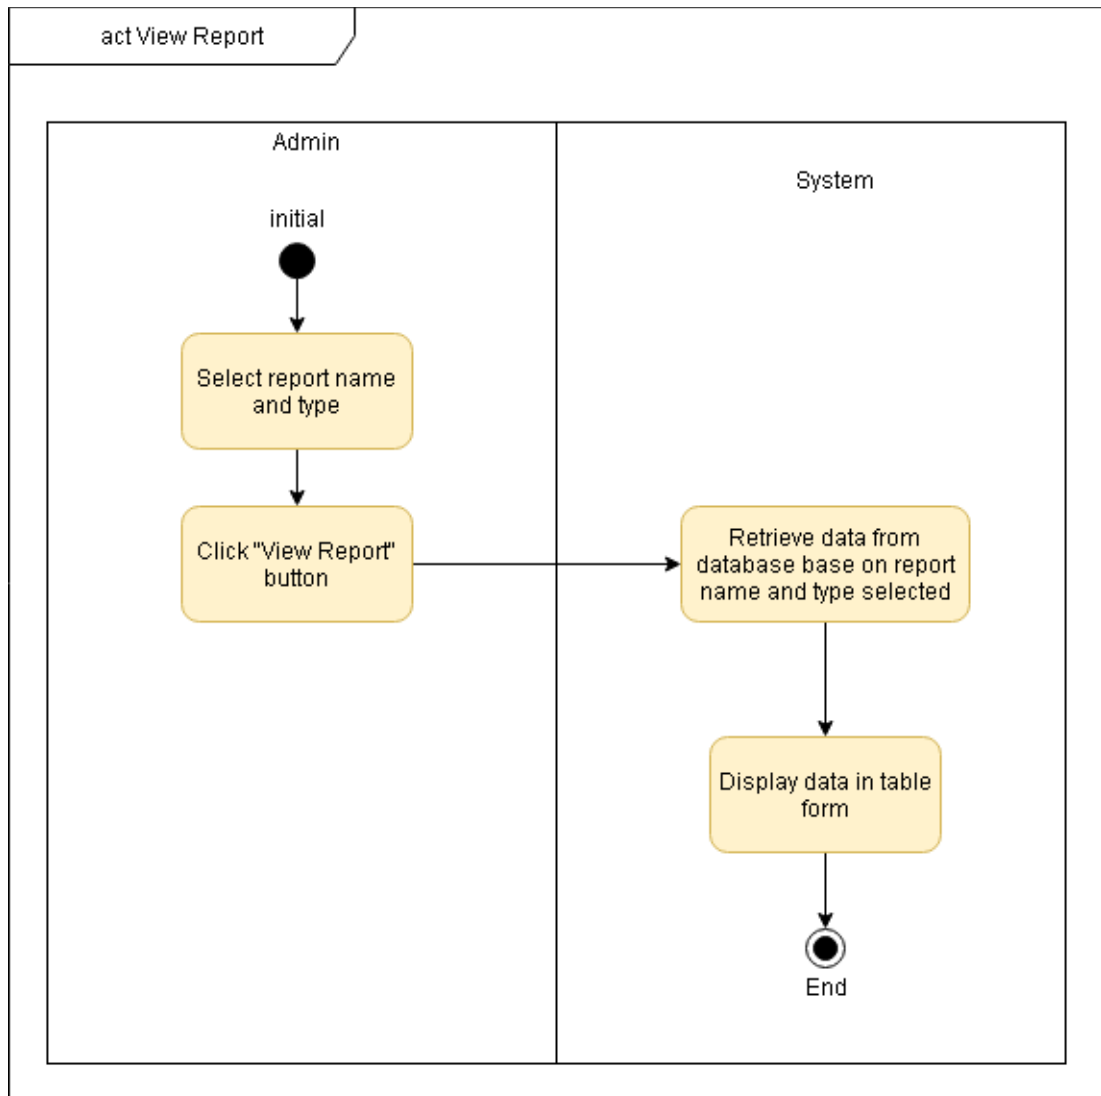 act View Report
Admin
System
initial
Select report name
and type
Click "View Report"
button
Retrieve data from
database base on report
name and type selected
Display data in table
form
End